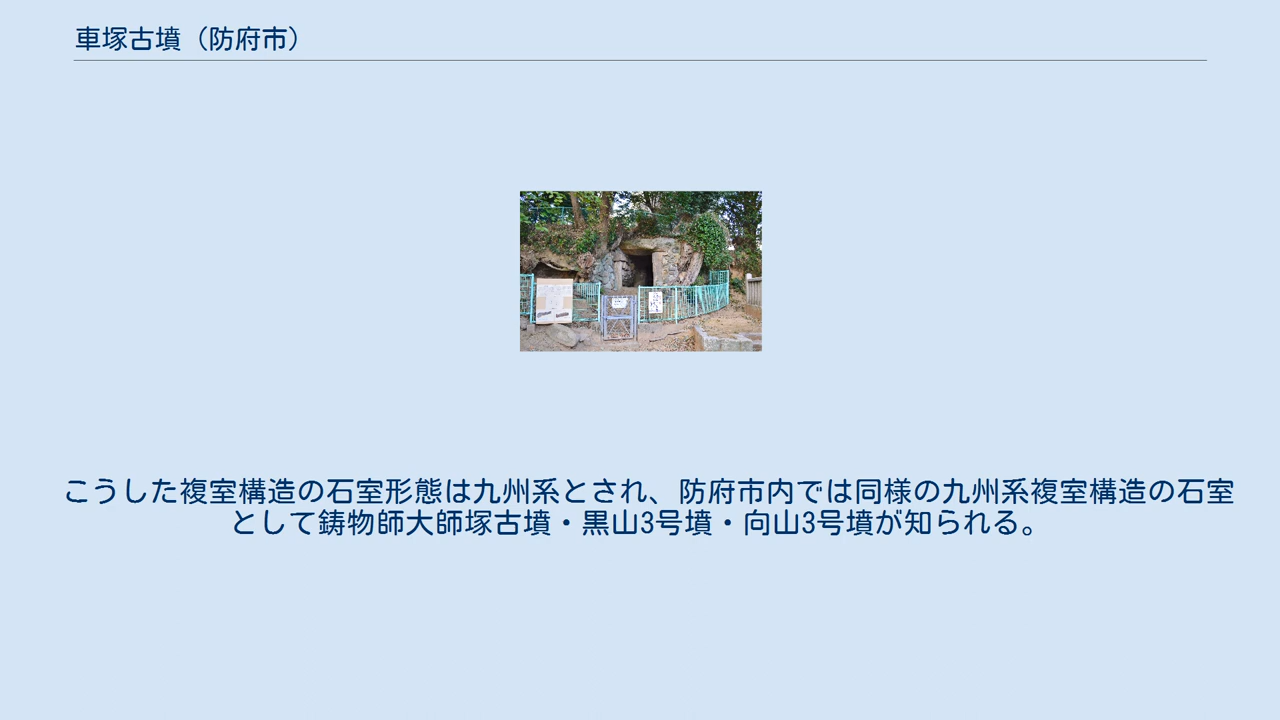 車塚古墳（防府市）
こうした複室構造の石室形態は九州系とされ、防府市内では同様の九州系複室構造の石室
として鋳物師大師塚古墳・黒山3号墳・向山3号墳が知られる。